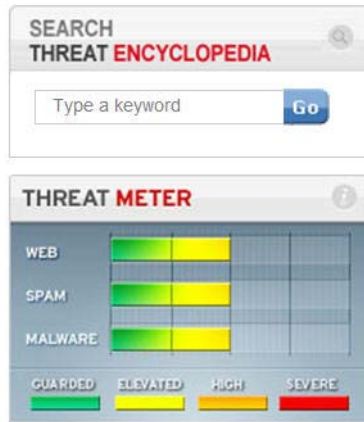 SEARCH
THREAT ENCYCLOPEDIA
Type a keyword
Go
THREAT METER
WEB
SPAM
MALWARE
GUARDED ELEVATED HIGH SEVERE